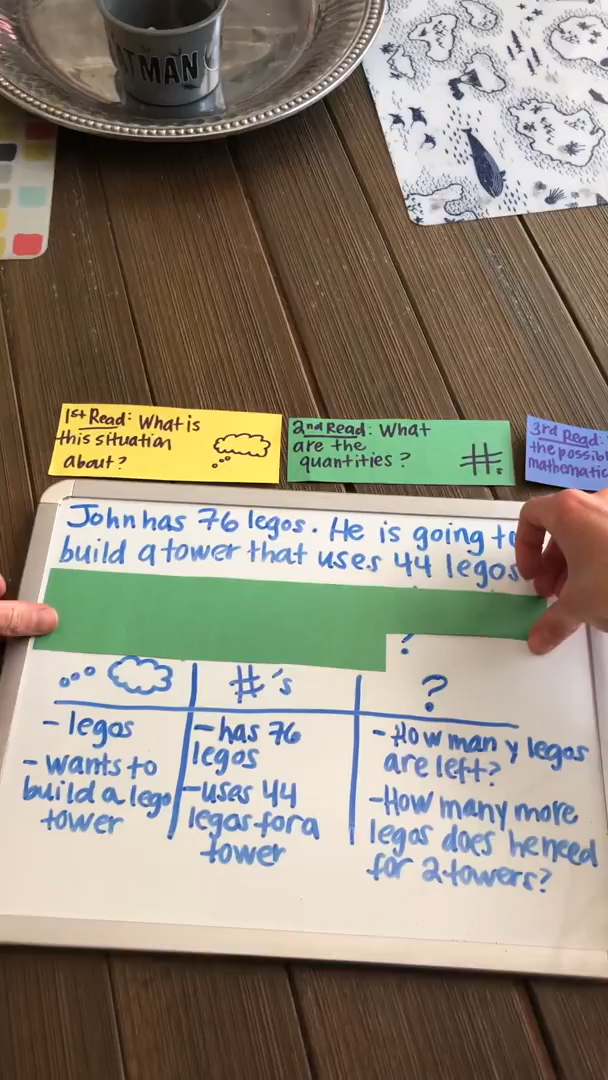 TMAN
1st Read: What is
this situation
about?
2nd Read: What
are the
quantities?
#s
3rd Read:
the possibl
mathematic
John has 76 legos. He is going to
build a tower that uses 44 legos
?
#'s
?
- legos
- wants to
build a lego
tower
- has 76
legos
- uses 44
legos for a
tower
- How many legos
are left?
- How many more
legos does he need
for 2 towers?